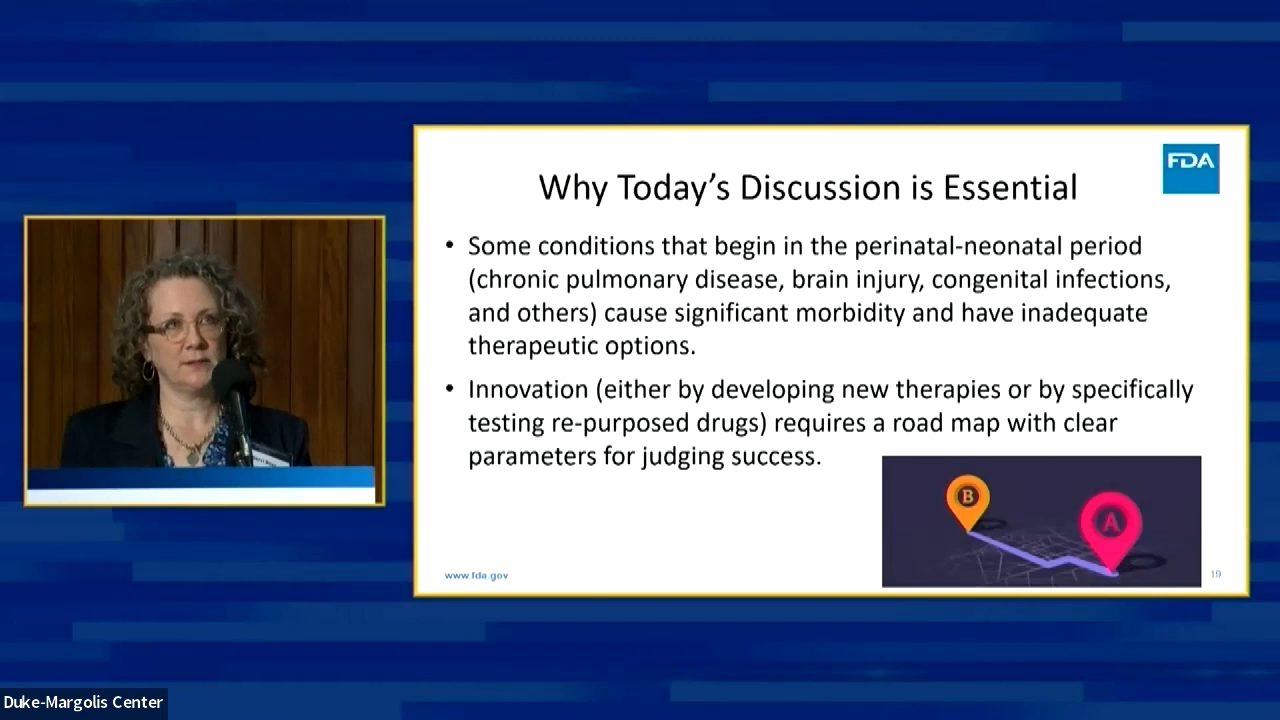 FDA
Why Today’s Discussion is Essential
• Some conditions that begin in the perinatal-neonatal period
(chronic pulmonary disease, brain injury, congenital infections,
and others) cause significant morbidity and have inadequate
therapeutic options.
• Innovation (either by developing new therapies or by specifically
testing re-purposed drugs) requires a road map with clear
parameters for judging success.
B
A
www.fda.gov
19
Duke-Margolis Center